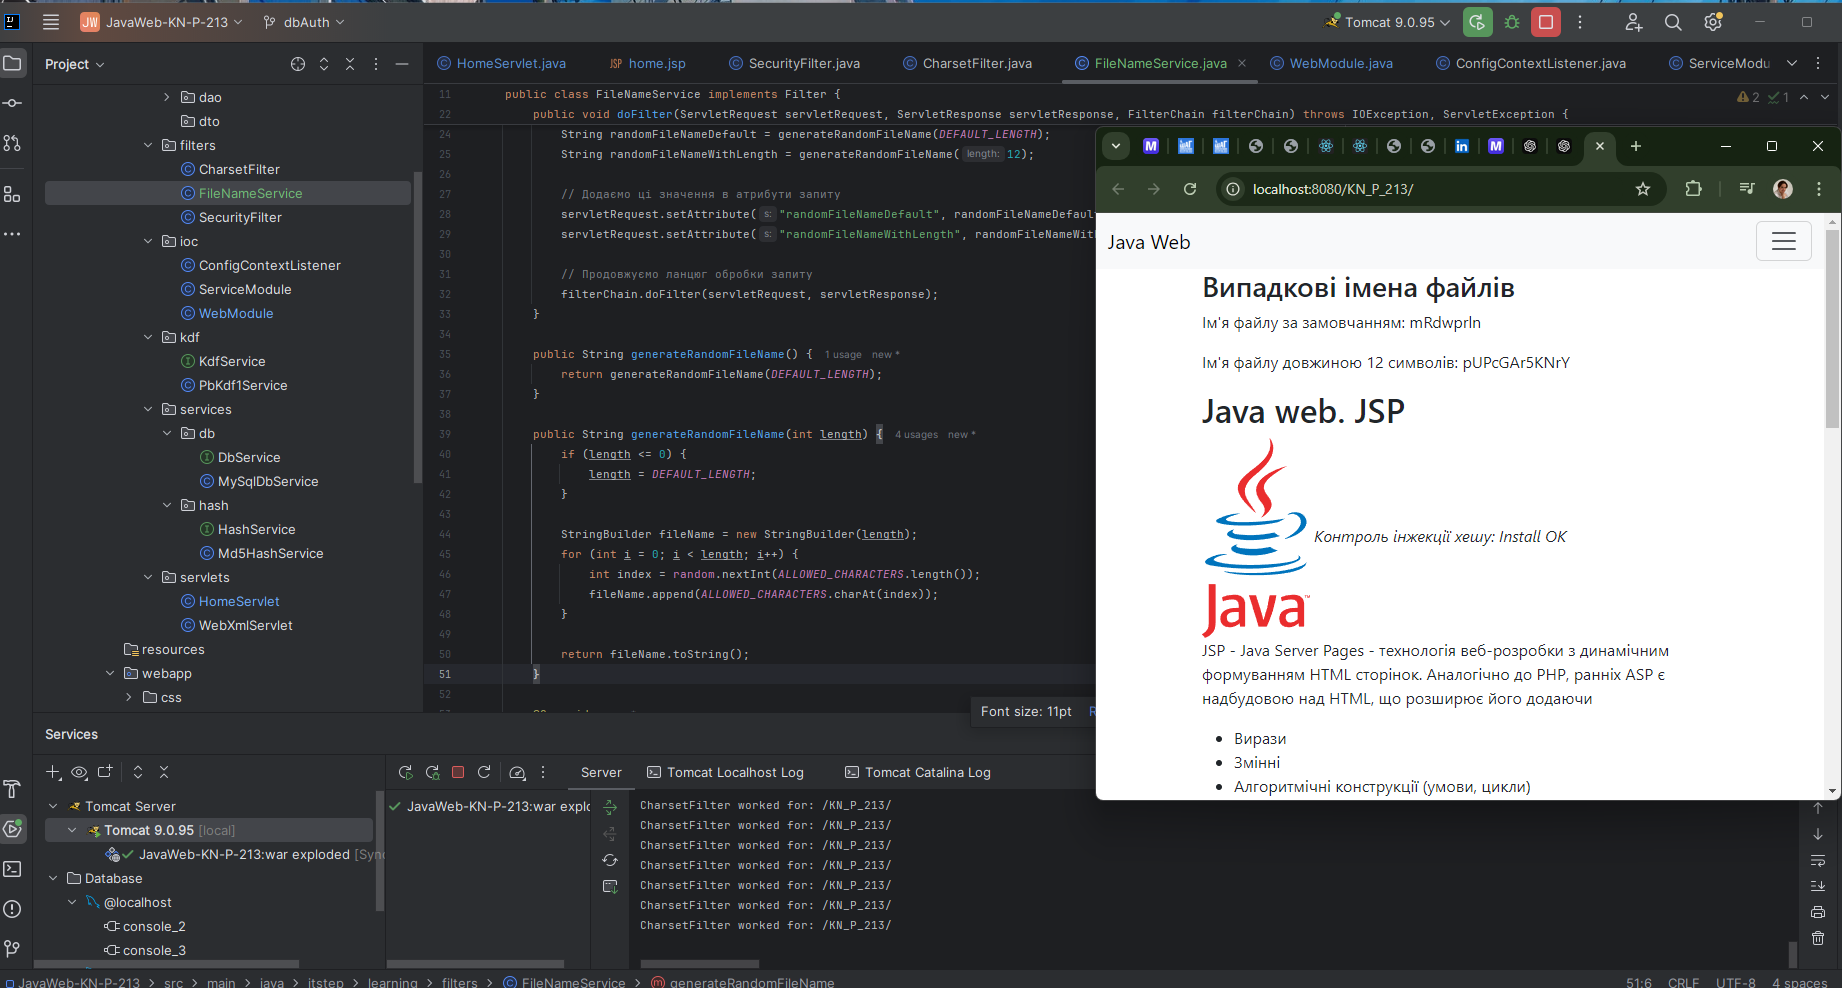 JW JavaWeb-KN-P-213 dbAuth Tomcat 9.0.95
Project
HomeServlet.java JSP home.jsp SecurityFilter.java CharsetFilter.java FileNameService.java WebModule.java ConfigContextListener.java ServiceModu
dao
dto
filters
CharsetFilter
FileNameService
SecurityFilter
ioc
ConfigContextListener
ServiceModule
WebModule
kdf
KdfService
PbKdf1Service
services
db
DbService
MySqlDbService
hash
HashService
Md5HashService
servlets
HomeServlet
WebXmlServlet
resources
webapp
css
2 1
11 public class FileNameService implements Filter {
22 public void doFilter(ServletRequest servletRequest, ServletResponse servletResponse, FilterChain filterChain) throws IOException, ServletException {
24 String randomFileNameDefault = generateRandomFileName(DEFAULT_LENGTH);
25 String randomFileNameWithLength = generateRandomFileName( length: 12);
26
27 // Додаємо ці значення в атрибути запиту
28 servletRequest.setAttribute( s: "randomFileNameDefault", randomFileNameDefaul
29 servletRequest.setAttribute( s: "randomFileNameWithLength", randomFileNameWit
30
31 // Продовжуємо ланцюг обробки запиту
32 filterChain.doFilter(servletRequest, servletResponse);
33 }
34
35 public String generateRandomFileName() { 1 usage new *
36 return generateRandomFileName(DEFAULT_LENGTH);
37 }
38
39 public String generateRandomFileName(int length) { 4 usages new *
40 if (length <= 0) {
41 length = DEFAULT_LENGTH;
42 }
43
44 StringBuilder fileName = new StringBuilder(length);
45 for (int i = 0; i < length; i++) {
46 int index = random.nextInt(ALLOWED_CHARACTERS.length());
47 fileName.append(ALLOWED_CHARACTERS.charAt(index));
48 }
49
50 return fileName.toString();
51 }
52
Font size: 11pt R
localhost:8080/KN_P_213/
Java Web
Випадкові імена файлів
Ім'я файлу за замовчанням: mRdwprln
Ім'я файлу довжиною 12 символів: pUPcGAr5KNrY
Java web. JSP
Контроль інжекції хешу: Install OK
Java™
JSP - Java Server Pages - технологія веб-розробки з динамічним
формуванням HTML сторінок. Аналогічно до PHP, ранніх ASP є
надбудовою над HTML, що розширює його додаючи
Вирази
Змінні
Алгоритмічні конструкції (умови, цикли)
Services
Server Tomcat Localhost Log Tomcat Catalina Log
Tomcat Server
Tomcat 9.0.95 [local]
JavaWeb-KN-P-213:war exploded [Sync
Database
@localhost
console_2
console_3
JavaWeb-KN-P-213:war explo
CharsetFilter worked for: /KN_P_213/
CharsetFilter worked for: /KN_P_213/
CharsetFilter worked for: /KN_P_213/
CharsetFilter worked for: /KN_P_213/
CharsetFilter worked for: /KN_P_213/
CharsetFilter worked for: /KN_P_213/
CharsetFilter worked for: /KN_P_213/
JavaWeb-KN-P-213 > src > main > java > itstep > learning > filters > FileNameService > generateRandomFileName 51:6 CRLF UTF-8 4 spaces